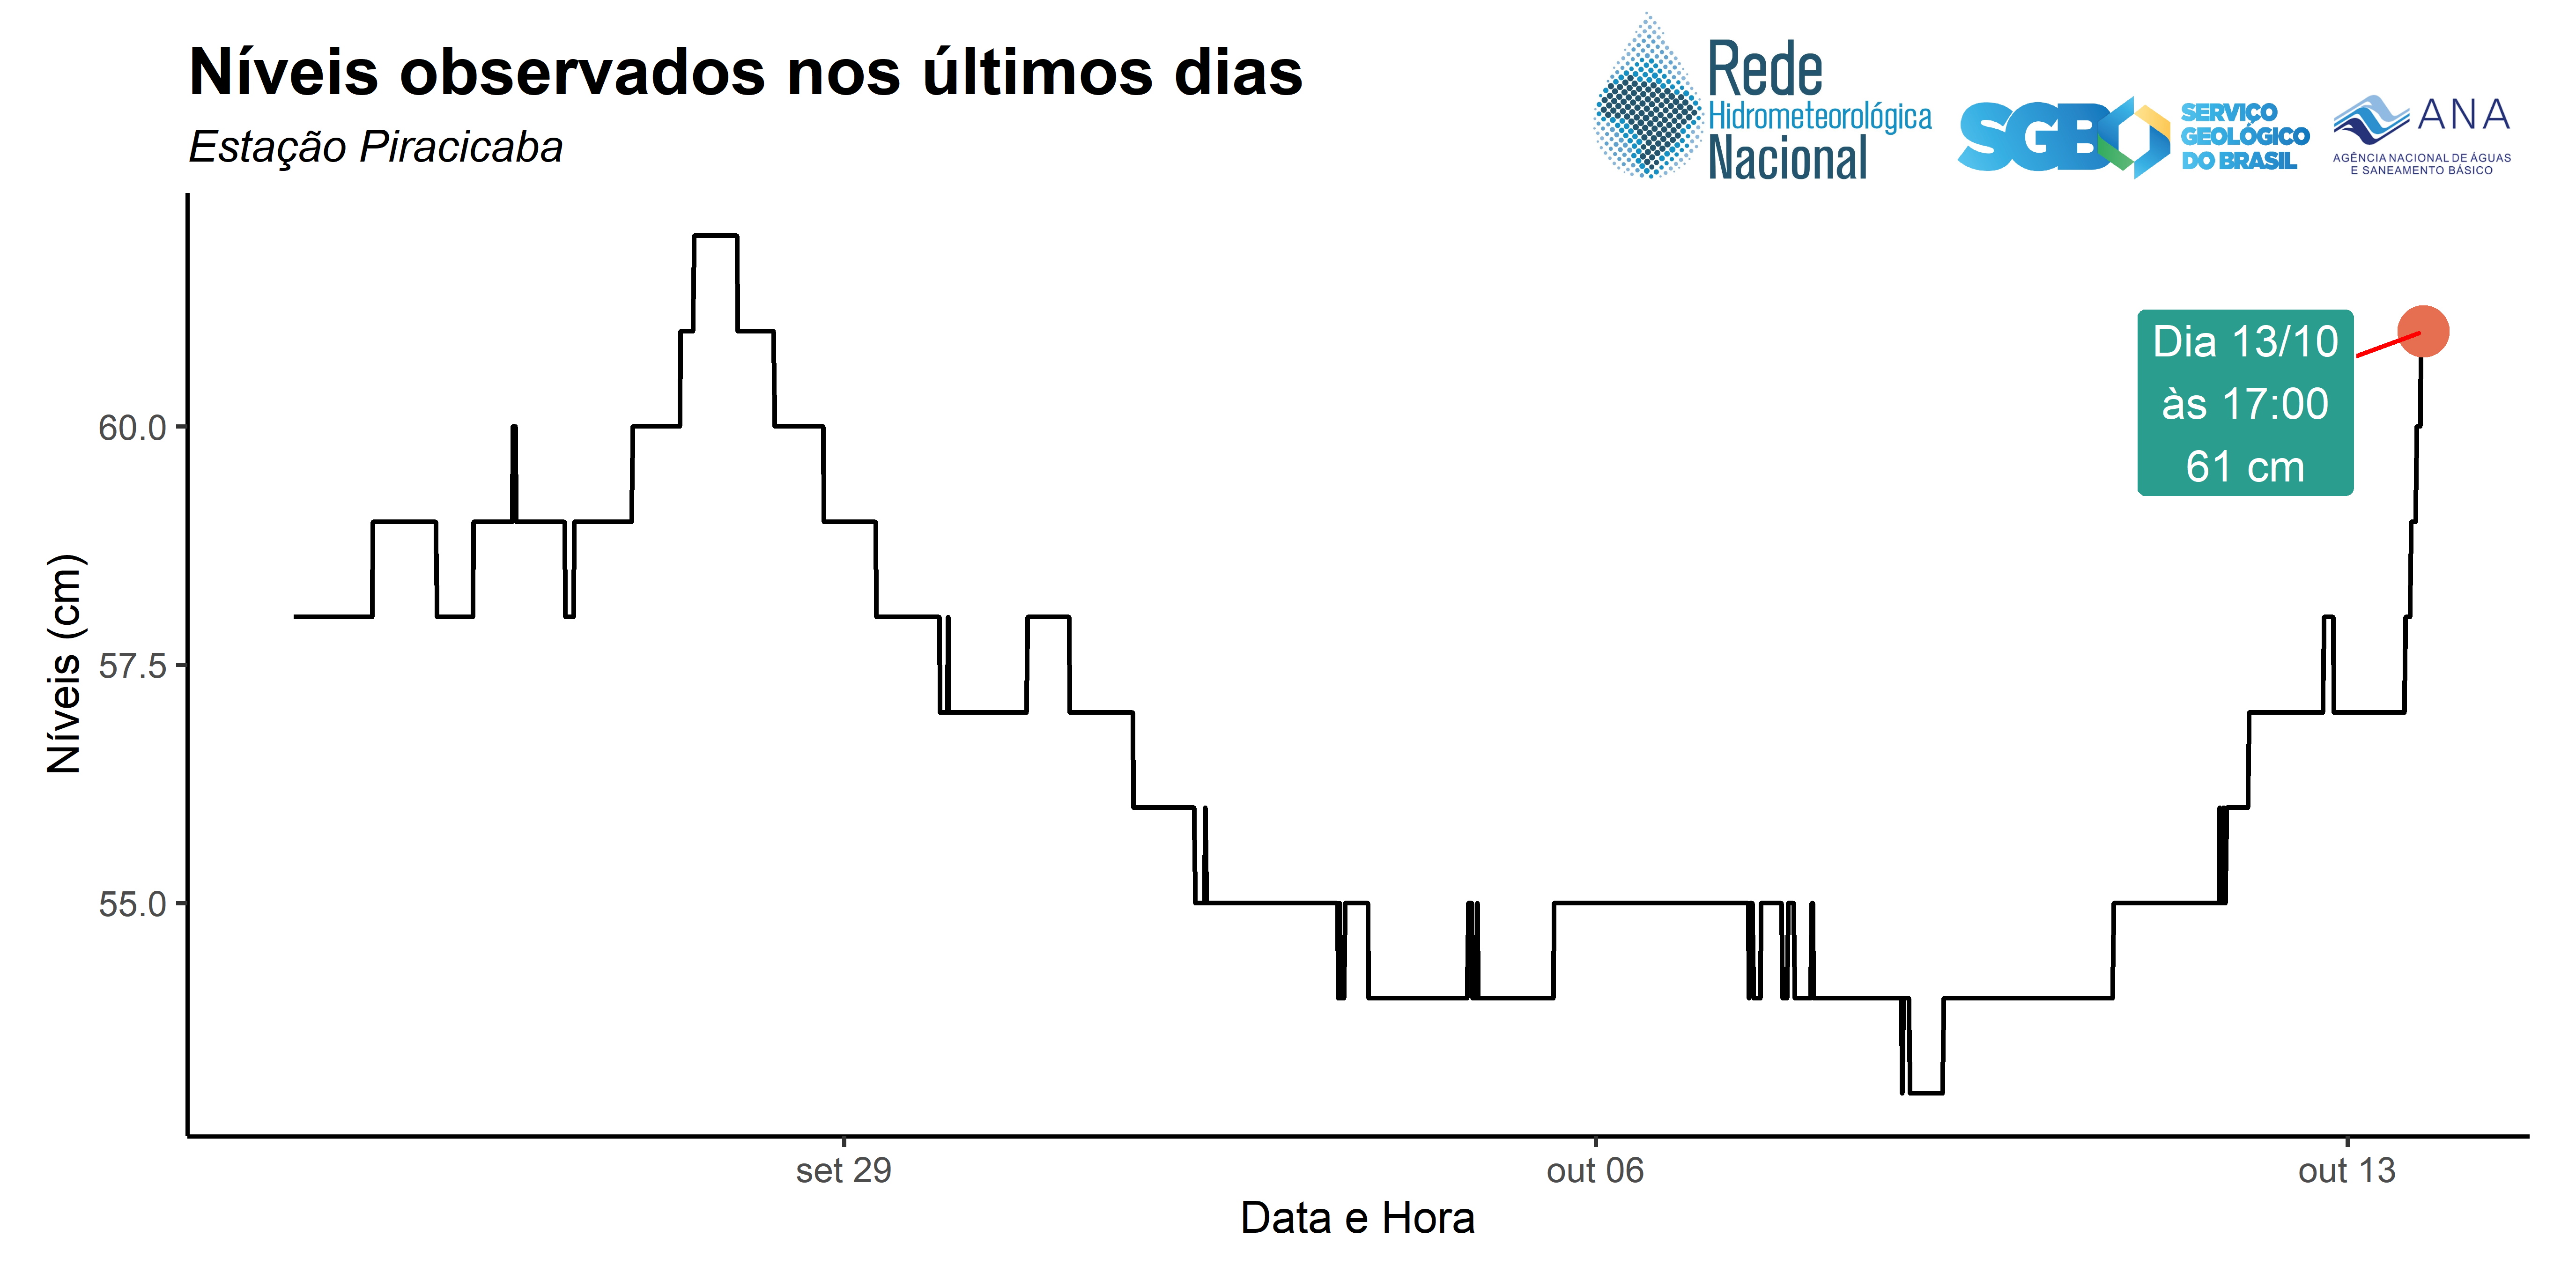 Níveis observados nos últimos dias
Estação Piracicaba
Rede
Hidrometeorológica
Nacional
SGB
SERVIÇO
GEOLÓGICO
DO BRASIL
ANA
AGÊNCIA NACIONAL DE ÁGUAS
E SANEAMENTO BÁSICO
Dia 13/10
às 17:00
61 cm
Níveis (cm)
60.0
57.5
55.0
set 29
out 06
out 13
Data e Hora